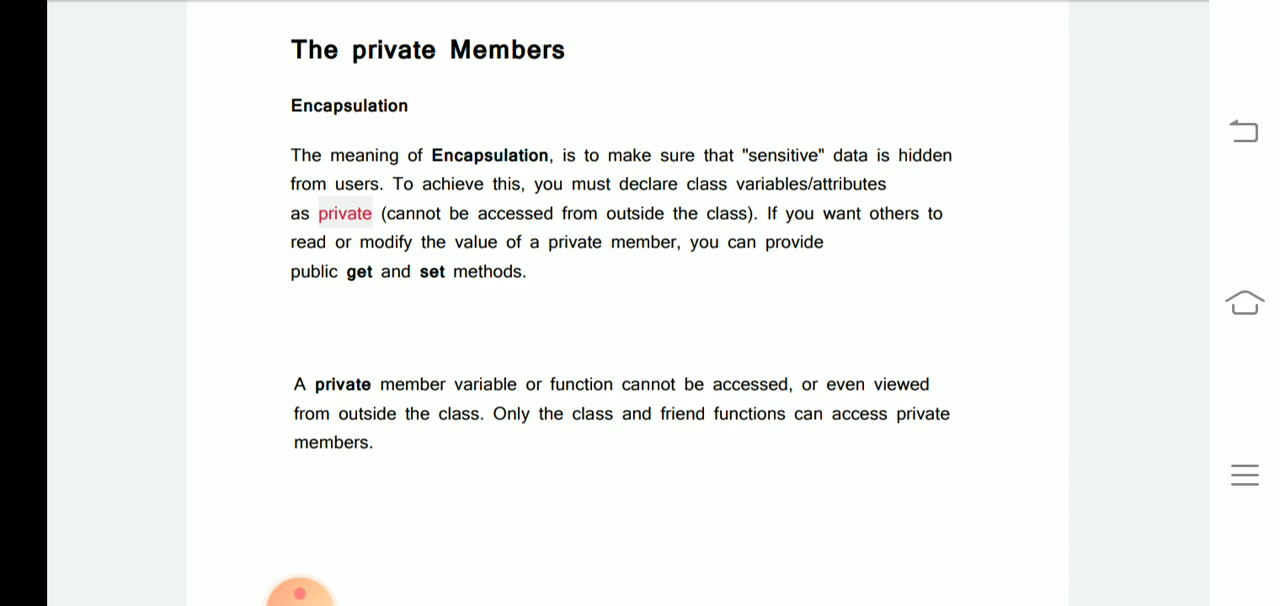 The private Members
Encapsulation
The meaning of Encapsulation, is to make sure that "sensitive" data is hidden
from users. To achieve this, you must declare class variables/attributes
as private (cannot be accessed from outside the class). If you want others to
read or modify the value of a private member, you can provide
public get and set methods.
A private member variable or function cannot be accessed, or even viewed
from outside the class. Only the class and friend functions can access private
members.